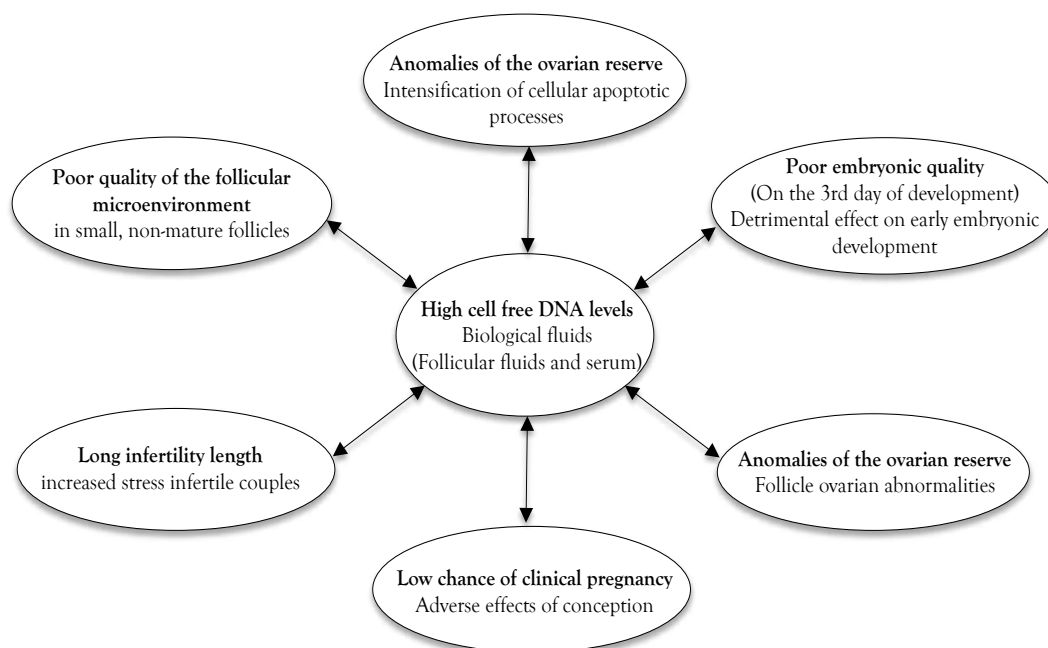 Anomalies of the ovarian reserve
Intensification of cellular apoptotic
processes
Poor quality of the follicular
microenvironment
in small, non-mature follicles
Poor embryonic quality
(On the 3rd day of development)
Detrimental effect on early embryonic
development
High cell free DNA levels
Biological fluids
(Follicular fluids and serum)
Long infertility length
increased stress infertile couples
Anomalies of the ovarian reserve
Follicle ovarian abnormalities
Low chance of clinical pregnancy
Adverse effects of conception